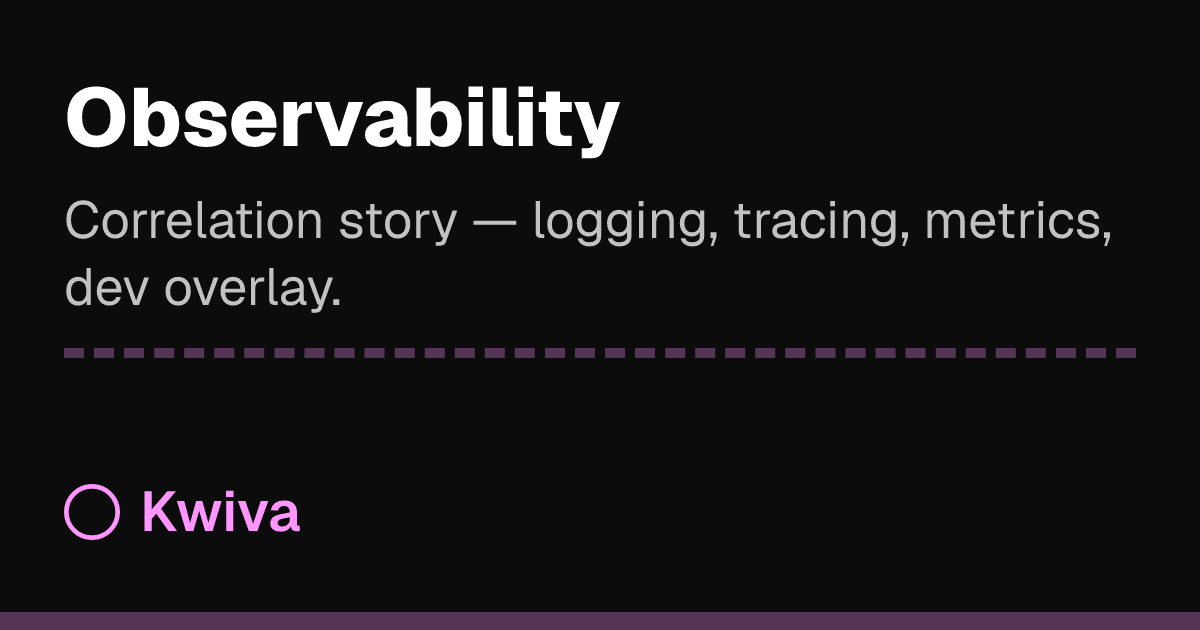 Observability
Correlation story — logging, tracing, metrics,
dev overlay.
Kwiva